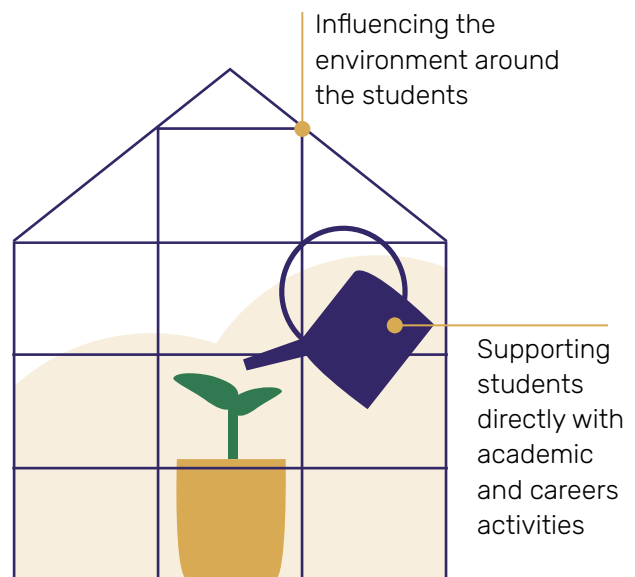 Influencing the
environment around
the students
Supporting
students
directly with
academic
and careers
activities